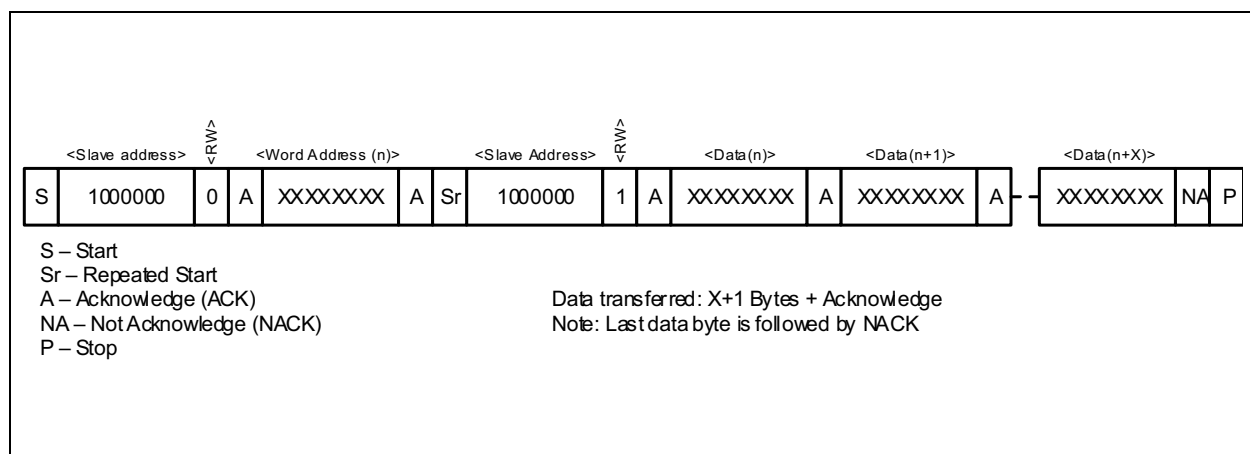 <Slave address> <RW> <Word Address (n)> <Slave Address> <RW> <Data(n)> <Data(n+1)> <Data(n+X)>
S 1000000 0 A XXXXXXXX A Sr 1000000 1 A XXXXXXXX A XXXXXXXX A XXXXXXXX NA P
S – Start
Sr – Repeated Start
A – Acknowledge (ACK)
NA – Not Acknowledge (NACK)
P – Stop
Data transferred: X+1 Bytes + Acknowledge
Note: Last data byte is followed by NACK